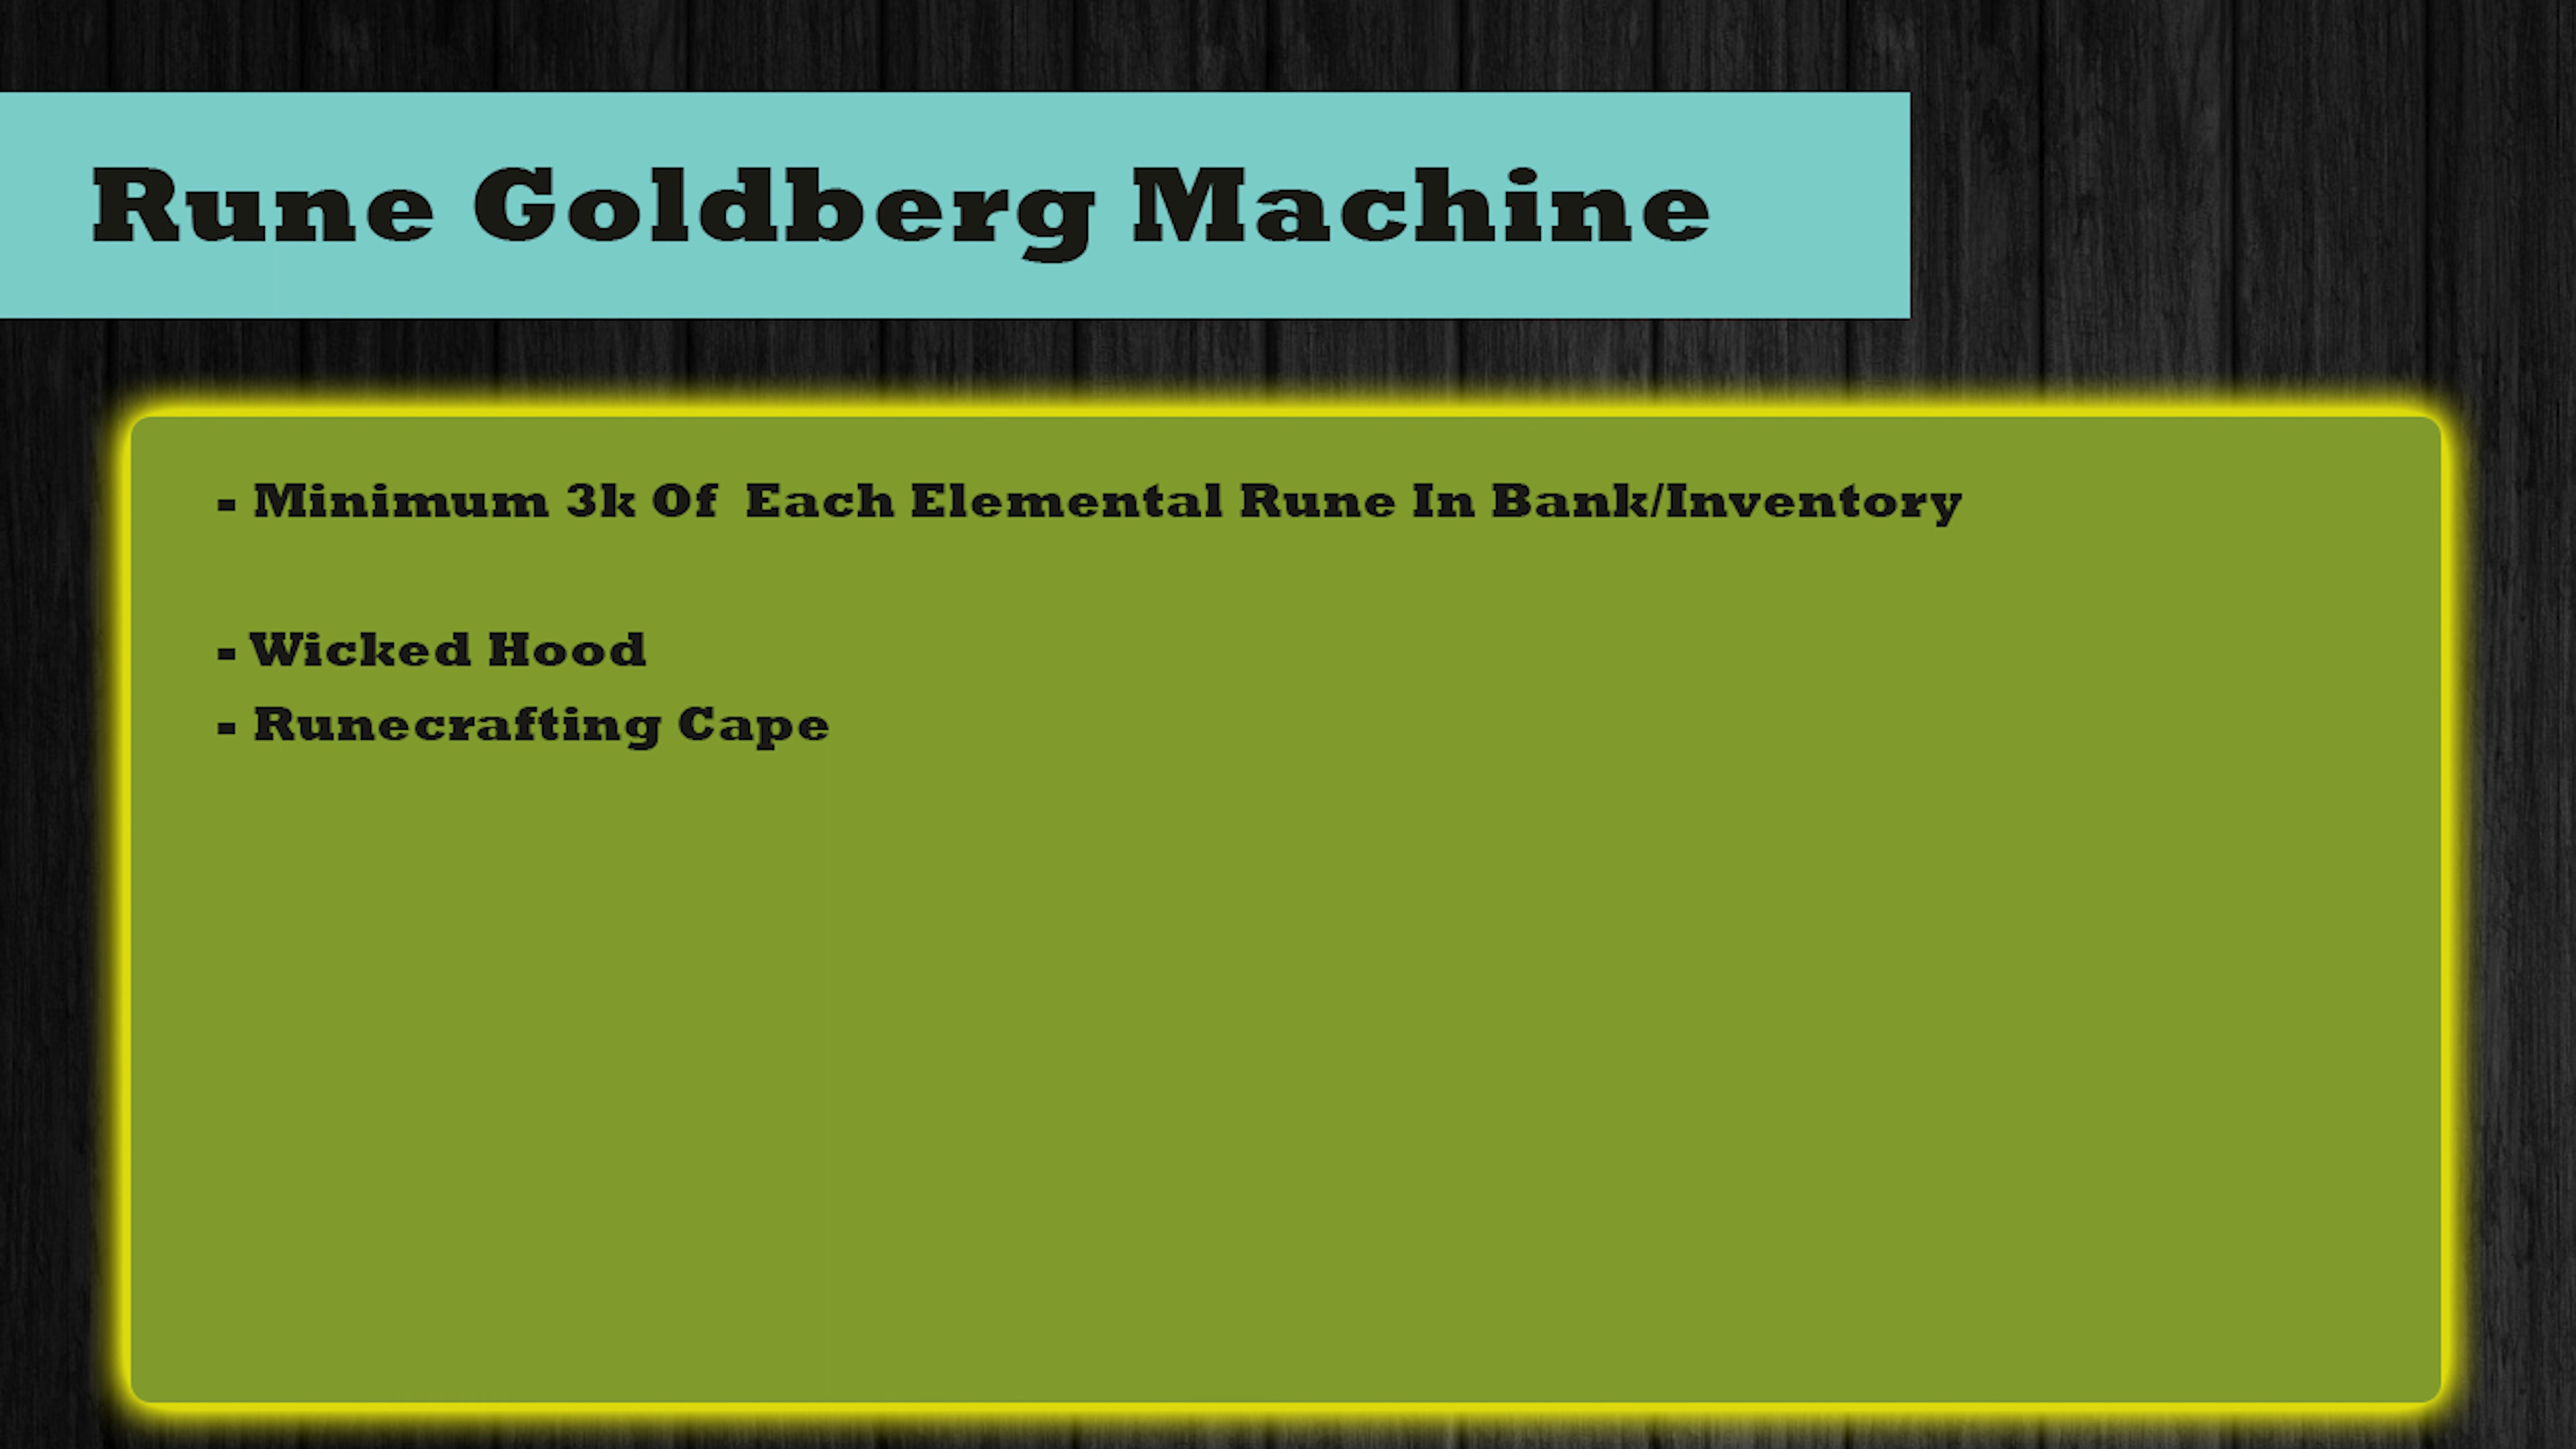 Rune Goldberg Machine
- Minimum 3k Of Each Elemental Rune In Bank/Inventory
- Wicked Hood
- Runecrafting Cape